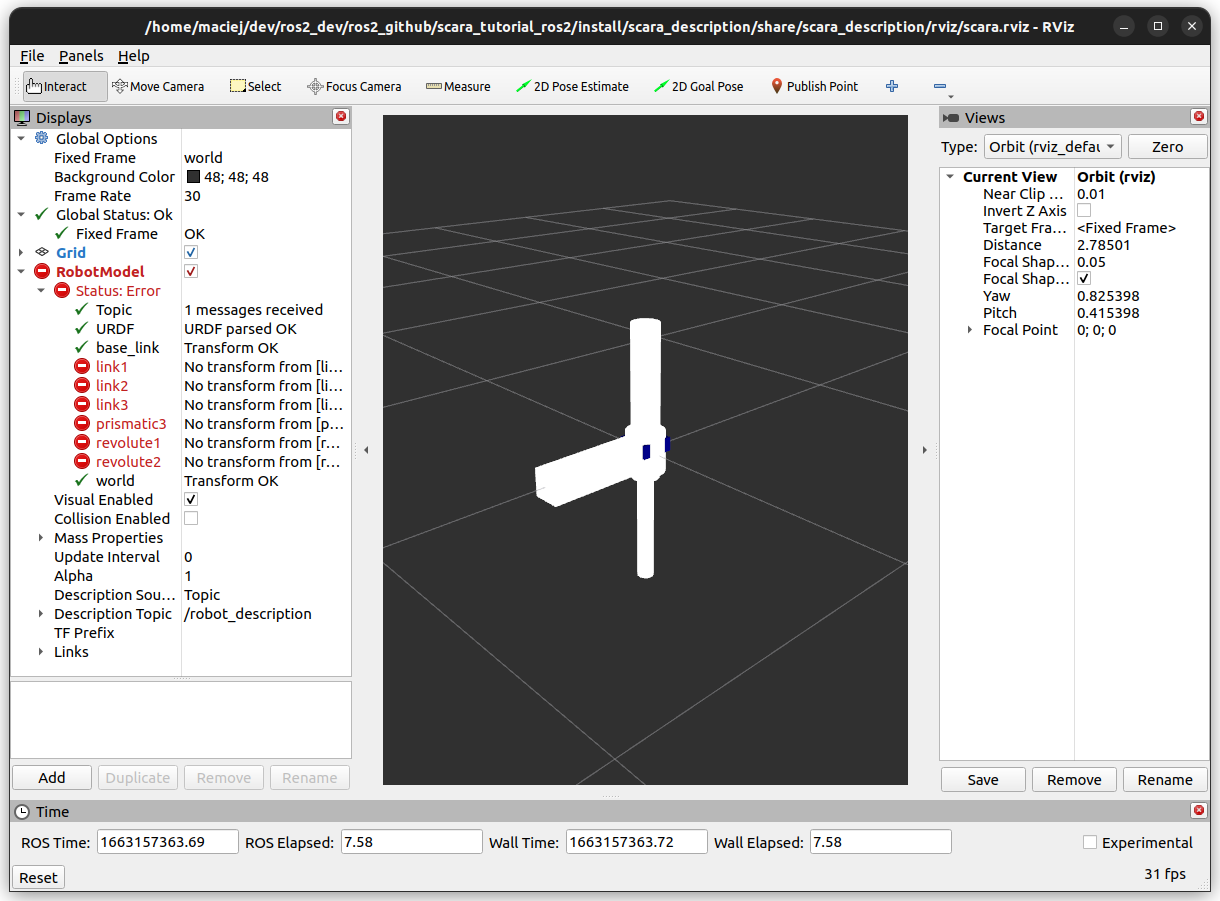 /home/maciej/dev/ros2_dev/ros2_github/scara_tutorial_ros2/install/scara_description/share/scara_description/rviz/scara.rviz - RViz
File Panels Help
Interact Move Camera Select Focus Camera Measure 2D Pose Estimate 2D Goal Pose Publish Point
Displays
Global Options
Fixed Frame world
Background Color 48; 48; 48
Frame Rate 30
Global Status: Ok
Fixed Frame OK
Grid
RobotModel
Status: Error
Topic 1 messages received
URDF URDF parsed OK
base_link Transform OK
link1 No transform from [li...
link2 No transform from [li...
link3 No transform from [li...
prismatic3 No transform from [p...
revolute1 No transform from [r...
revolute2 No transform from [r...
world Transform OK
Visual Enabled
Collision Enabled
Mass Properties
Update Interval 0
Alpha 1
Description Sou... Topic
Description Topic /robot_description
TF Prefix
Links
Add Duplicate Remove Rename
Views
Type: Orbit (rviz_defau Zero
Current View Orbit (rviz)
Near Clip ... 0.01
Invert Z Axis
Target Fra... <Fixed Frame>
Distance 2.78501
Focal Shap... 0.05
Focal Shap...
Yaw 0.825398
Pitch 0.415398
Focal Point 0; 0; 0
Save Remove Rename
Time
ROS Time: 1663157363.69 ROS Elapsed: 7.58 Wall Time: 1663157363.72 Wall Elapsed: 7.58 Experimental
Reset 31 fps